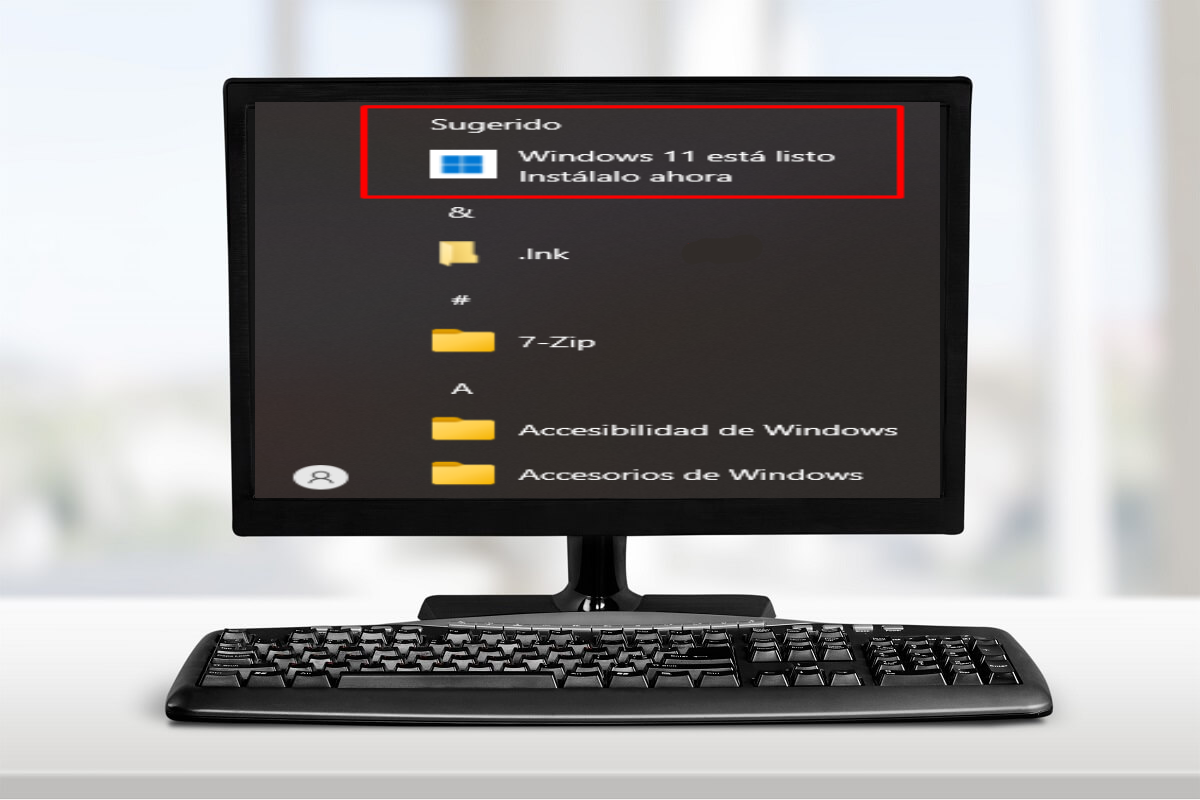 Sugerido
Windows 11 está listo
Instálalo ahora
&
.lnk
#
7-Zip
A
Accesibilidad de Windows
Accesorios de Windows